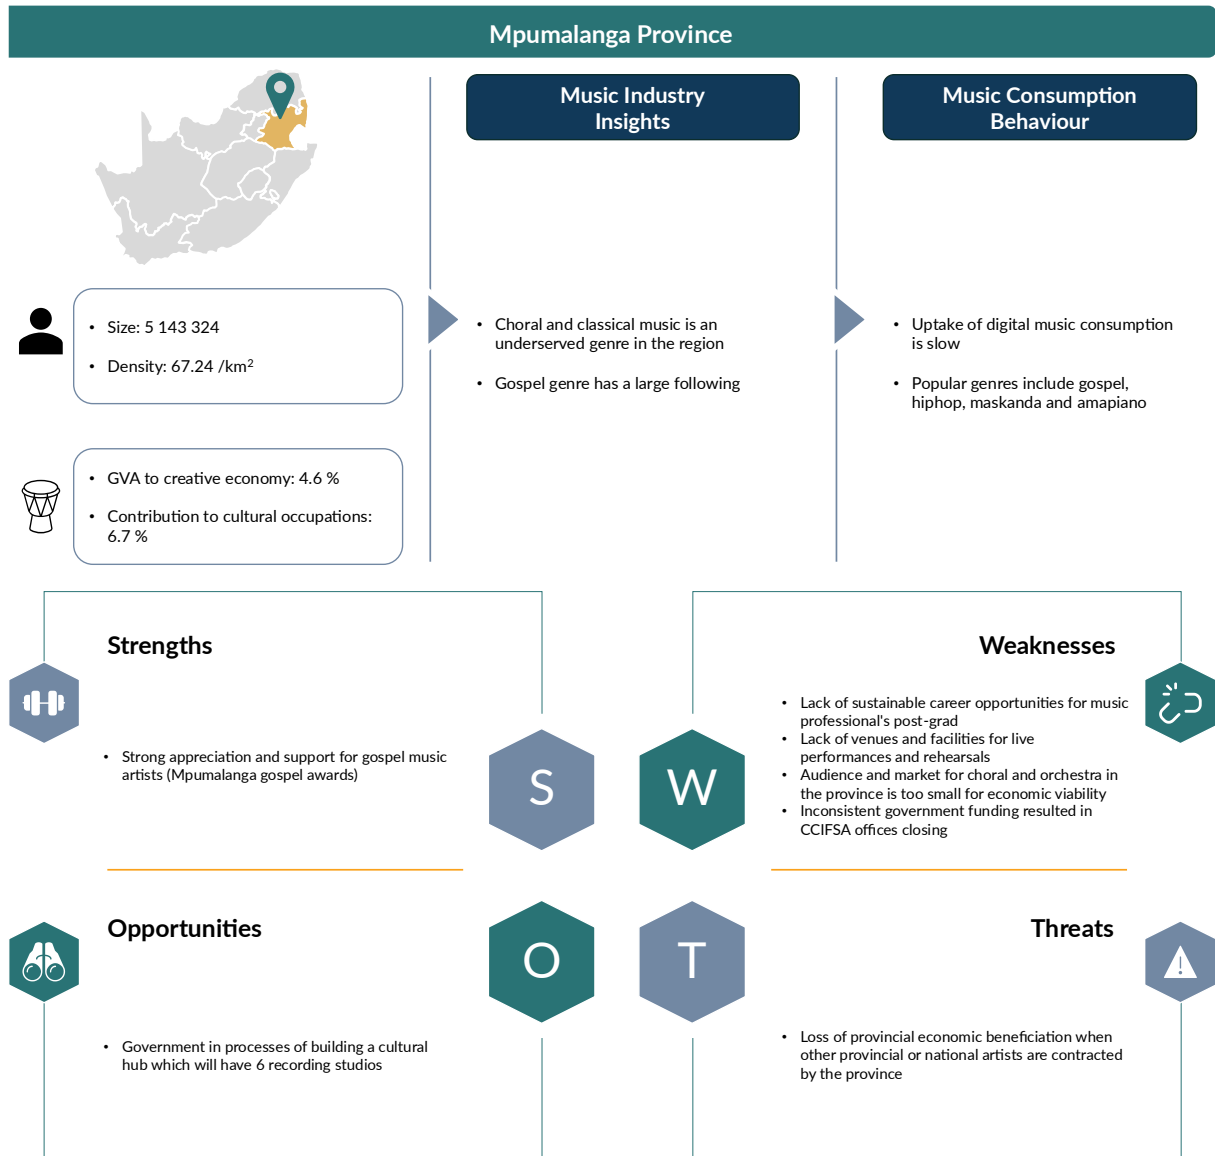 Mpumalanga Province
Music Industry
Insights
Music Consumption
Behaviour
• Size: 5 143 324
• Density: 67.24 /km²
• GVA to creative economy: 4.6 %
• Contribution to cultural occupations:
6.7 %
• Choral and classical music is an
underserved genre in the region
• Gospel genre has a large following
• Uptake of digital music consumption
is slow
• Popular genres include gospel,
hiphop, maskanda and amapiano
Strengths
• Strong appreciation and support for gospel music
artists (Mpumalanga gospel awards)
S
W
Weaknesses
• Lack of sustainable career opportunities for music
professional's post-grad
• Lack of venues and facilities for live
performances and rehearsals
• Audience and market for choral and orchestra in
the province is too small for economic viability
• Inconsistent government funding resulted in
CCIFSA offices closing
Opportunities
• Government in processes of building a cultural
hub which will have 6 recording studios
O
T
Threats
• Loss of provincial economic beneficiation when
other provincial or national artists are contracted
by the province